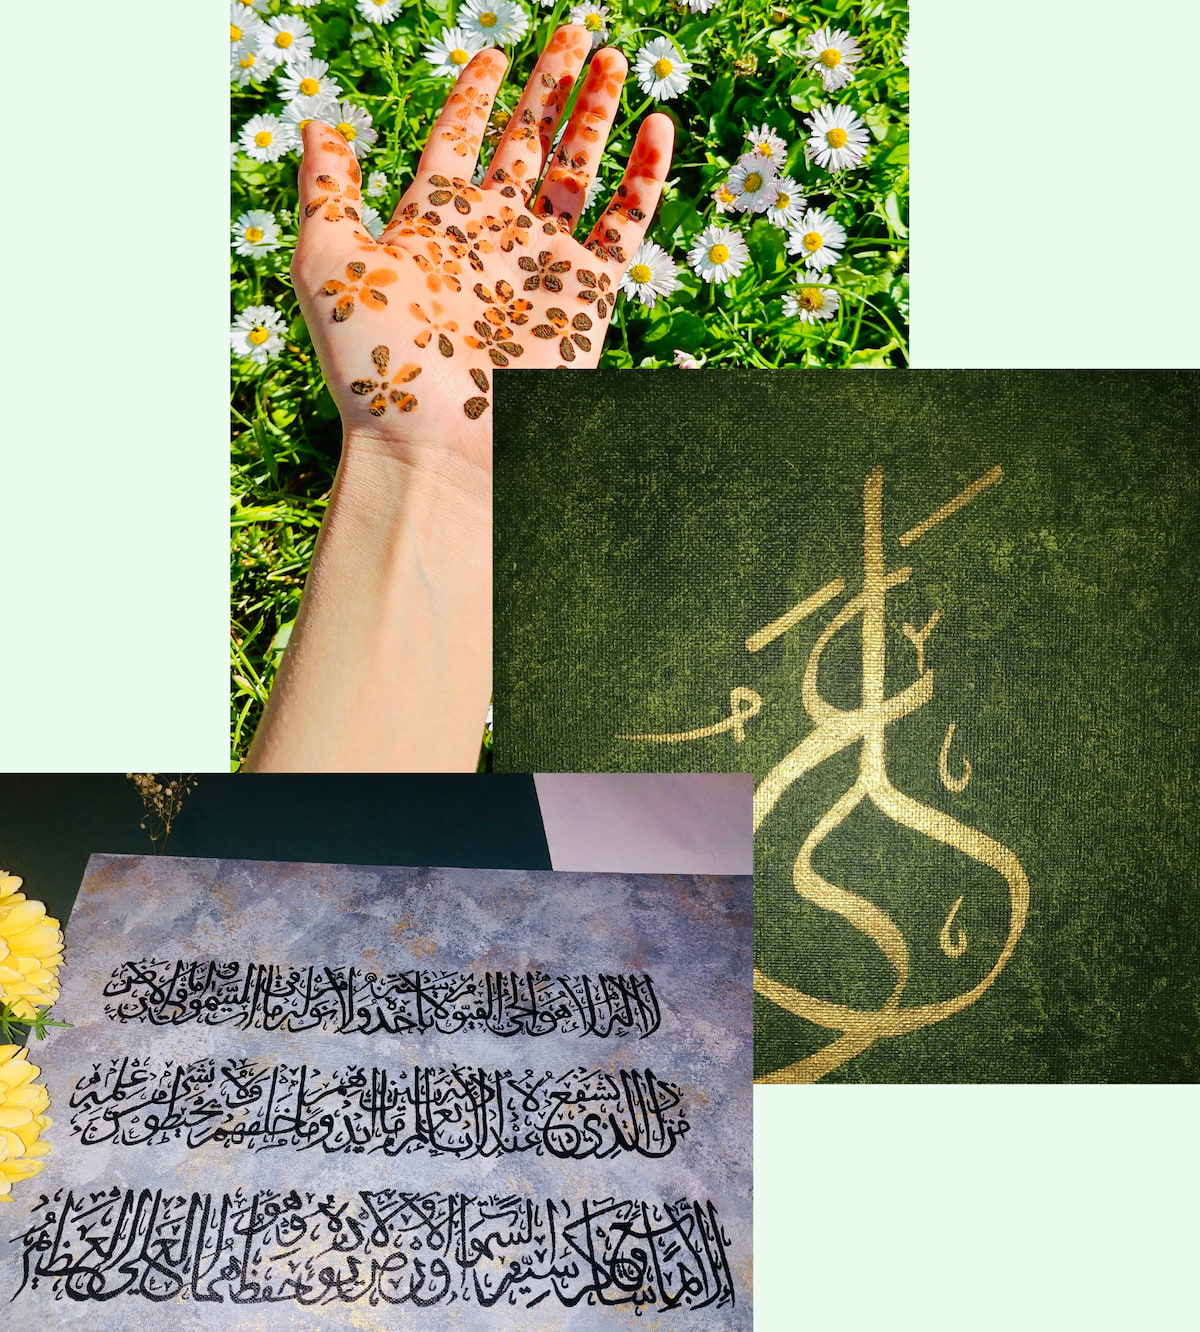 لا إله إلا هو الحي القيوم لا تأخذه سنة ولا نوم له ما في السموات وما في الأرض
من ذا الذي يشفع عنده إلا بإذنه يعلم ما بين أيديهم وما خلفهم ولا يحيطون بشيء من علمه
إلا بما شاء وسع كرسيه السموات والأرض ولا يؤوده حفظهما وهو العلي العظيم